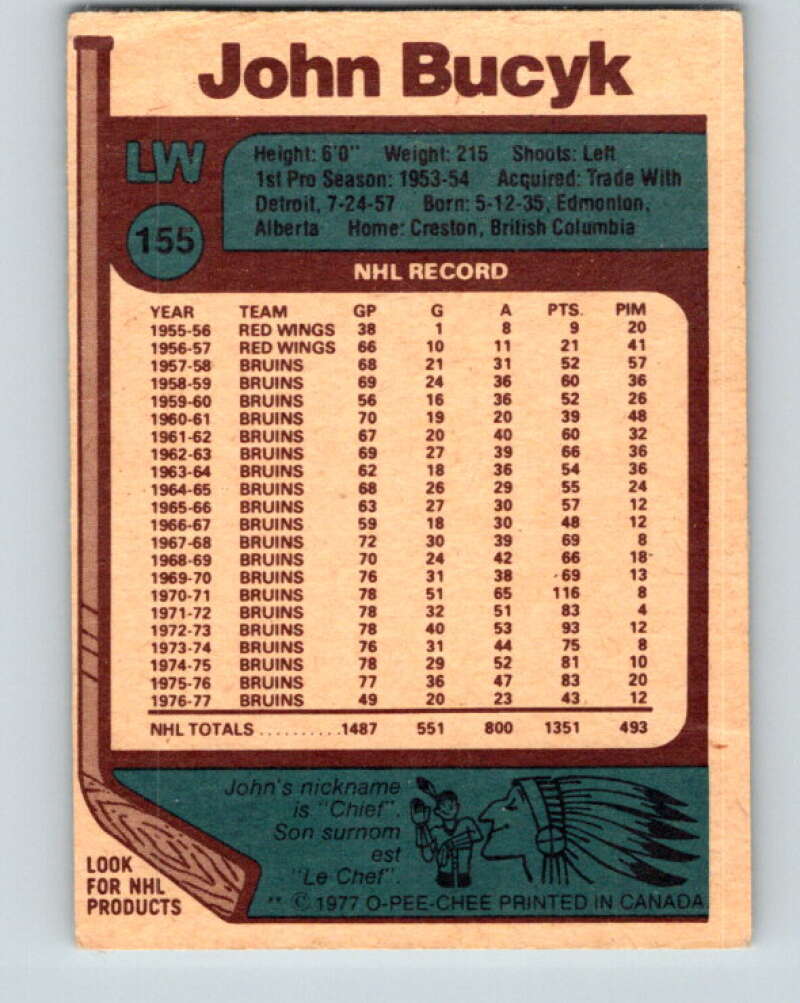 John Bucyk
LW
Height: 6'0" Weight: 215 Shoots: Left
1st Pro Season: 1953-54 Acquired: Trade With
Detroit, 7-24-57 Born: 5-12-35, Edmonton,
Alberta Home: Creston, British Columbia
155
NHL RECORD
YEAR TEAM GP G A PTS. PIM
1955-56 RED WINGS 38 1 8 9 20
1956-57 RED WINGS 66 10 11 21 41
1957-58 BRUINS 68 21 31 52 57
1958-59 BRUINS 69 24 36 60 36
1959-60 BRUINS 56 16 36 52 26
1960-61 BRUINS 70 19 20 39 48
1961-62 BRUINS 67 20 40 60 32
1962-63 BRUINS 69 27 39 66 36
1963-64 BRUINS 62 18 36 54 36
1964-65 BRUINS 68 26 29 55 24
1965-66 BRUINS 63 27 30 57 12
1966-67 BRUINS 59 18 30 48 12
1967-68 BRUINS 72 30 39 69 8
1968-69 BRUINS 70 24 42 66 18
1969-70 BRUINS 76 31 38 69 13
1970-71 BRUINS 78 51 65 116 8
1971-72 BRUINS 78 32 51 83 4
1972-73 BRUINS 78 40 53 93 12
1973-74 BRUINS 76 31 44 75 8
1974-75 BRUINS 78 29 52 81 10
1975-76 BRUINS 77 36 47 83 20
1976-77 BRUINS 49 20 23 43 12
NHL TOTALS ..........1487 551 800 1351 493
John's nickname
is "Chief".
Son surnom
est
"Le Chef".
LOOK
FOR NHL
PRODUCTS
** © 1977 O-PEE-CHEE PRINTED IN CANADA